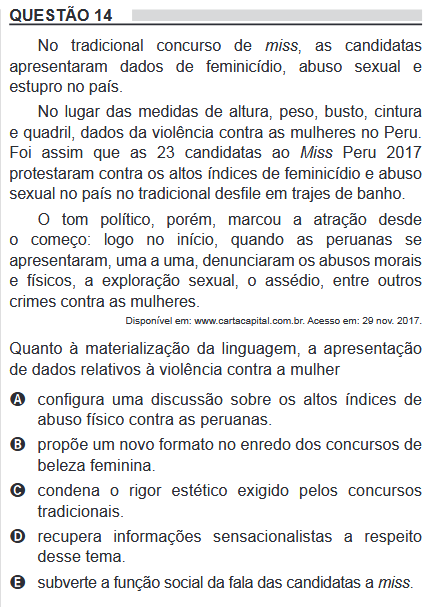 QUESTÃO 14
No tradicional concurso de miss, as candidatas
apresentaram dados de feminicídio, abuso sexual e
estupro no país.
No lugar das medidas de altura, peso, busto, cintura
e quadril, dados da violência contra as mulheres no Peru.
Foi assim que as 23 candidatas ao Miss Peru 2017
protestaram contra os altos índices de feminicídio e abuso
sexual no país no tradicional desfile em trajes de banho.
O tom político, porém, marcou a atração desde
o começo: logo no início, quando as peruanas se
apresentaram, uma a uma, denunciaram os abusos morais
e físicos, a exploração sexual, o assédio, entre outros
crimes contra as mulheres.
Disponível em: www.cartacapital.com.br. Acesso em: 29 nov. 2017.
Quanto à materialização da linguagem, a apresentação
de dados relativos à violência contra a mulher
A configura uma discussão sobre os altos índices de
abuso físico contra as peruanas.
B propõe um novo formato no enredo dos concursos de
beleza feminina.
C condena o rigor estético exigido pelos concursos
tradicionais.
D recupera informações sensacionalistas a respeito
desse tema.
E subverte a função social da fala das candidatas a miss.